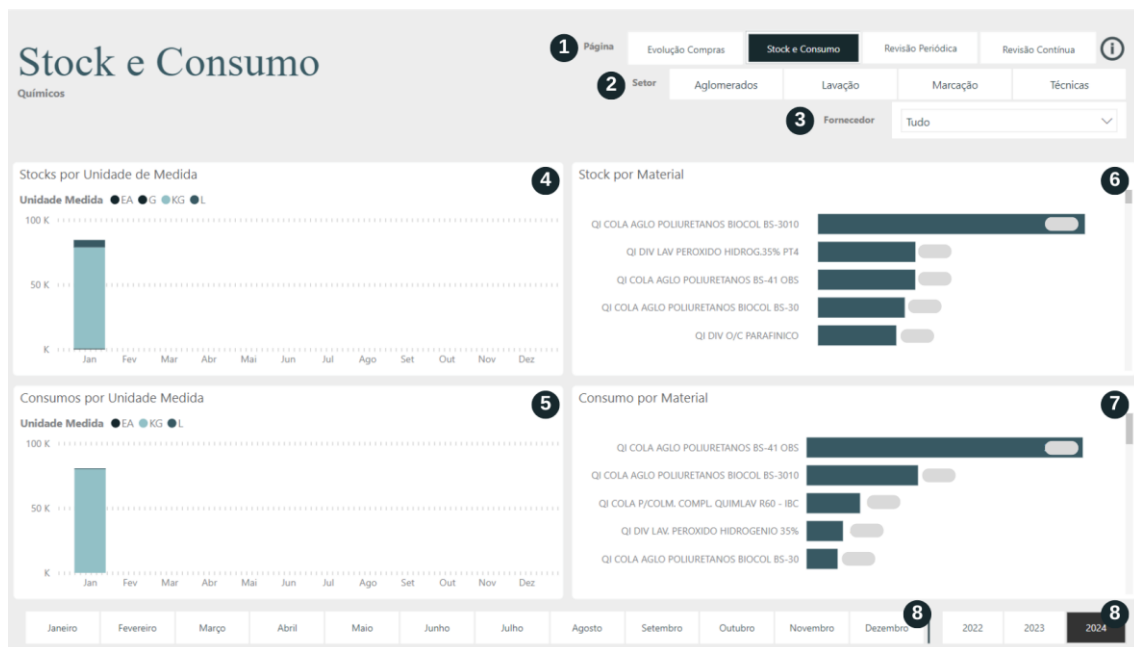 Stock e Consumo
Químicos
1 Página Evolução Compras Stock e Consumo Revisão Periódica Revisão Contínua i
2 Setor Aglomerados Lavação Marcação Técnicas
3 Fornecedor Tudo
Stocks por Unidade de Medida 4
Unidade Medida EA G KG L
100 K
50 K
K
Jan Fev Mar Abr Mai Jun Jul Ago Set Out Nov Dez
Stock por Material 6
QI COLA AGLO POLIURETANOS BIOCOL BS-3010
QI DIV LAV PEROXIDO HIDROG.35% PT4
QI COLA AGLO POLIURETANOS BS-41 OBS
QI COLA AGLO POLIURETANOS BIOCOL BS-30
QI DIV O/C PARAFINICO
Consumos por Unidade Medida 5
Unidade Medida EA KG L
100 K
50 K
K
Jan Fev Mar Abr Mai Jun Jul Ago Set Out Nov Dez
Consumo por Material 7
QI COLA AGLO POLIURETANOS BS-41 OBS
QI COLA AGLO POLIURETANOS BIOCOL BS-3010
QI COLA P/COLM. COMPL. QUIMLAV R60 - IBC
QI DIV LAV. PEROXIDO HIDROGENIO 35%
QI COLA AGLO POLIURETANOS BIOCOL BS-30
8 8
Janeiro Fevereiro Março Abril Maio Junho Julho Agosto Setembro Outubro Novembro Dezembro 2022 2023 2024